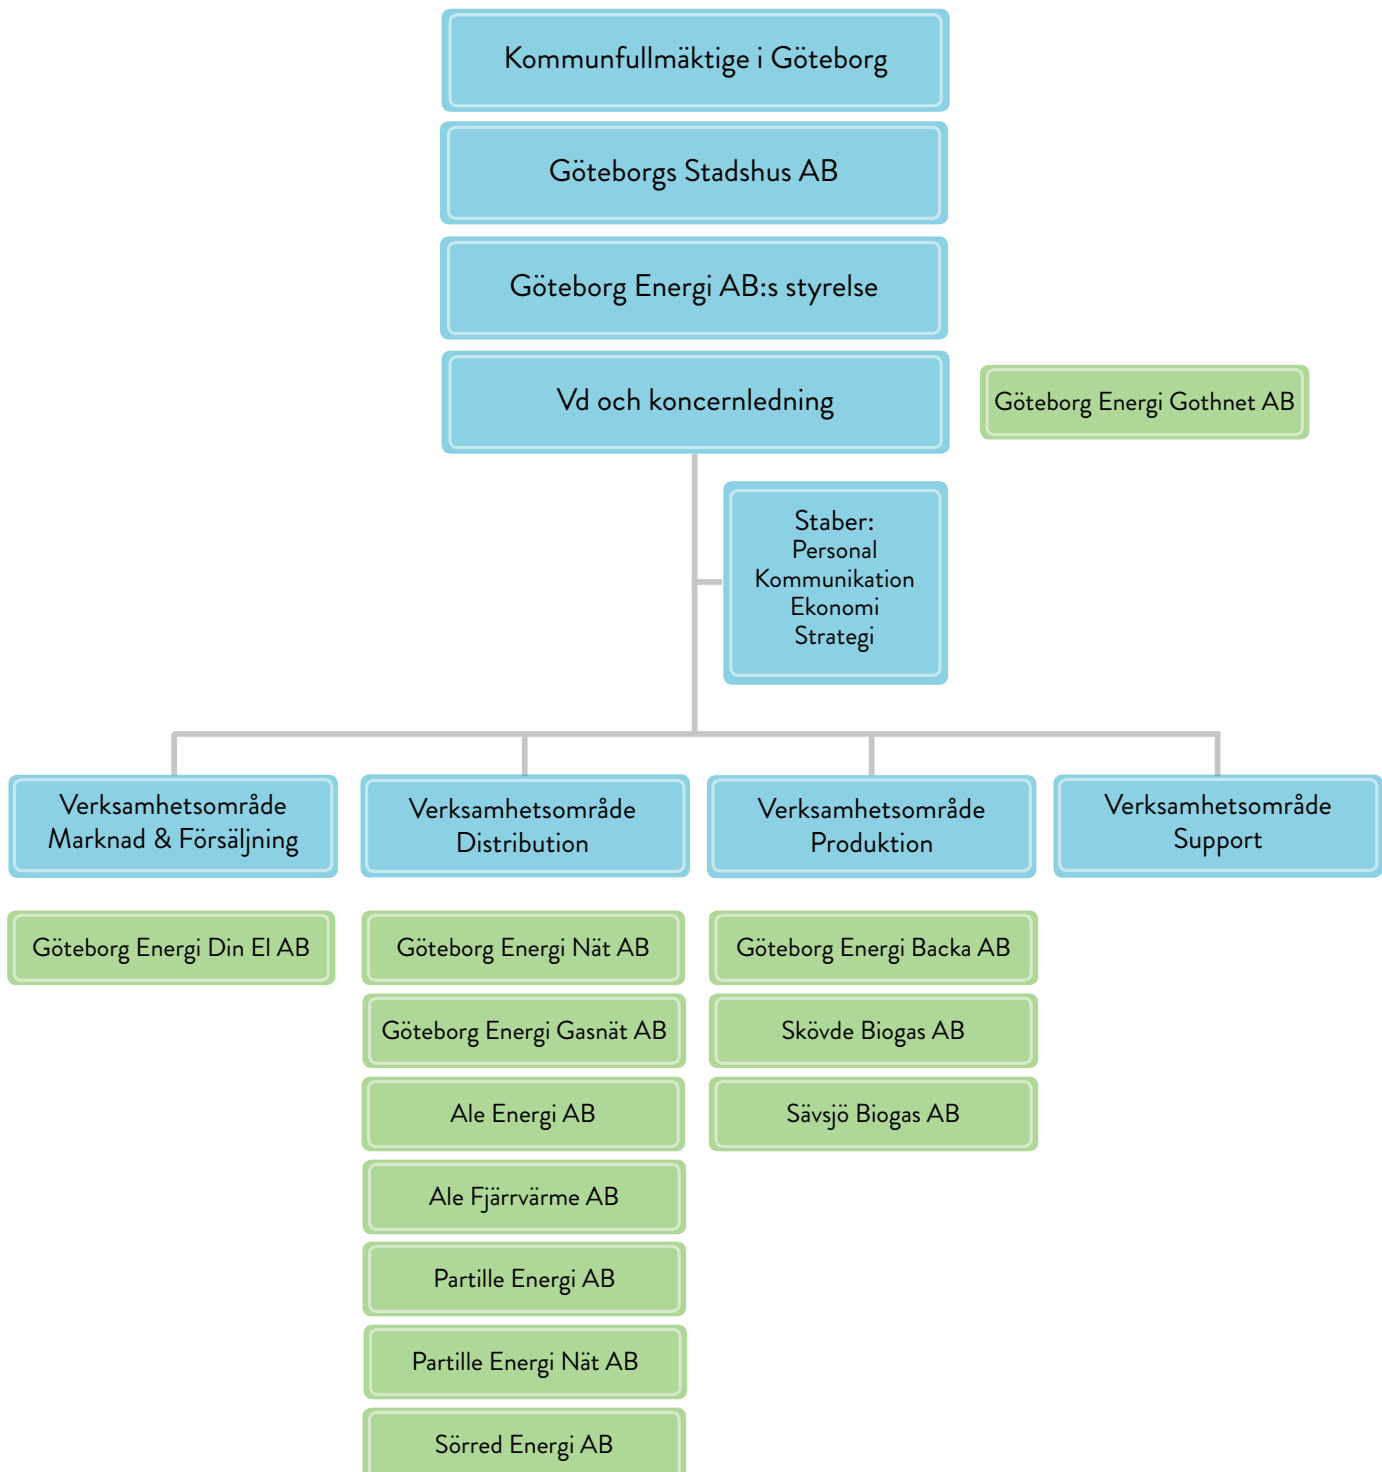 Kommunfullmäktige i Göteborg
Göteborgs Stadshus AB
Göteborg Energi AB:s styrelse
Vd och koncernledning
Göteborg Energi Gothnet AB
Staber:
Personal
Kommunikation
Ekonomi
Strategi
Verksamhetsområde
Marknad & Försäljning
Verksamhetsområde
Distribution
Verksamhetsområde
Produktion
Verksamhetsområde
Support
Göteborg Energi Din El AB
Göteborg Energi Nät AB
Göteborg Energi Backa AB
Göteborg Energi Gasnät AB
Skövde Biogas AB
Ale Energi AB
Sävsjö Biogas AB
Ale Fjärrvärme AB
Partille Energi AB
Partille Energi Nät AB
Sörred Energi AB